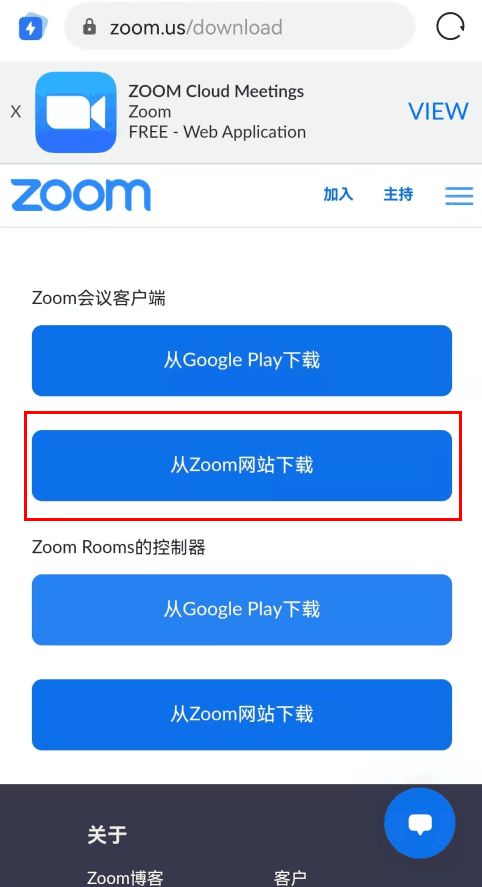 zoom.us/download
X
ZOOM Cloud Meetings
Zoom
FREE - Web Application
VIEW
zoom
加入 主持
Zoom会议客户端
从Google Play下载
从Zoom网站下载
Zoom Rooms的控制器
从Google Play下载
从Zoom网站下载
关于
Zoom博客 客户